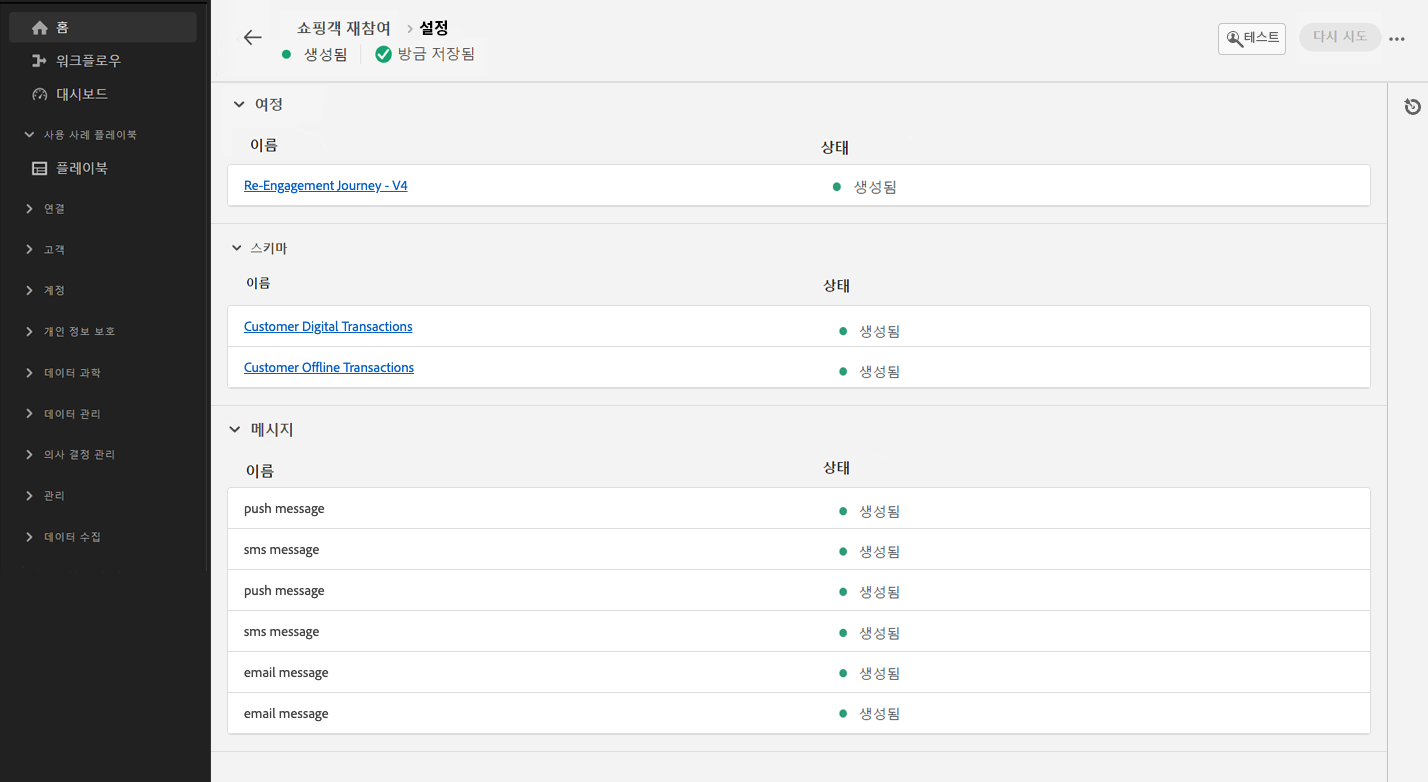 홈
워크플로우
대시보드
사용 사례 플레이북
플레이북
연결
고객
계정
개인 정보 보호
데이터 과학
데이터 관리
의사 결정 관리
관리
데이터 수집
쇼핑객 재참여 > 설정
생성됨 방금 저장됨
테스트
다시 시도
여정
이름 상태
Re-Engagement Journey - V4 생성됨
스키마
이름 상태
Customer Digital Transactions 생성됨
Customer Offline Transactions 생성됨
메시지
이름 상태
push message 생성됨
sms message 생성됨
push message 생성됨
sms message 생성됨
email message 생성됨
email message 생성됨